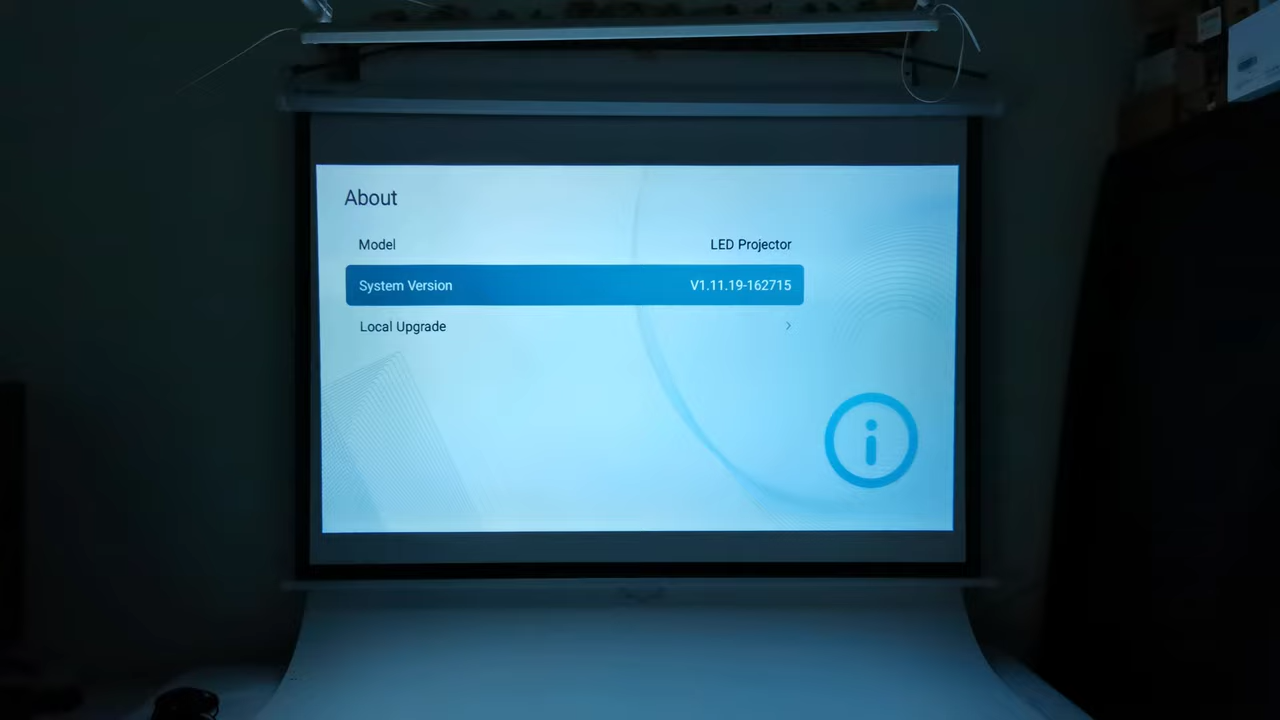 About
Model LED Projector
System Version V1.11.19-162715
Local Upgrade >